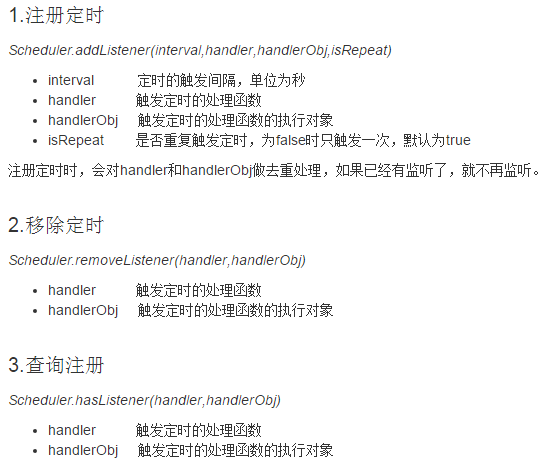 1.注册定时
Scheduler.addListener(interval,handler,handlerObj,isRepeat)
interval 定时的触发间隔，单位为秒
handler 触发定时的处理函数
handlerObj 触发定时的处理函数的执行对象
isRepeat 是否重复触发定时，为false时只触发一次，默认为true
注册定时时，会对handler和handlerObj做去重处理，如果已经有监听了，就不再监听。
2.移除定时
Scheduler.removeListener(handler,handlerObj)
handler 触发定时的处理函数
handlerObj 触发定时的处理函数的执行对象
3.查询注册
Scheduler.hasListener(handler,handlerObj)
handler 触发定时的处理函数
handlerObj 触发定时的处理函数的执行对象